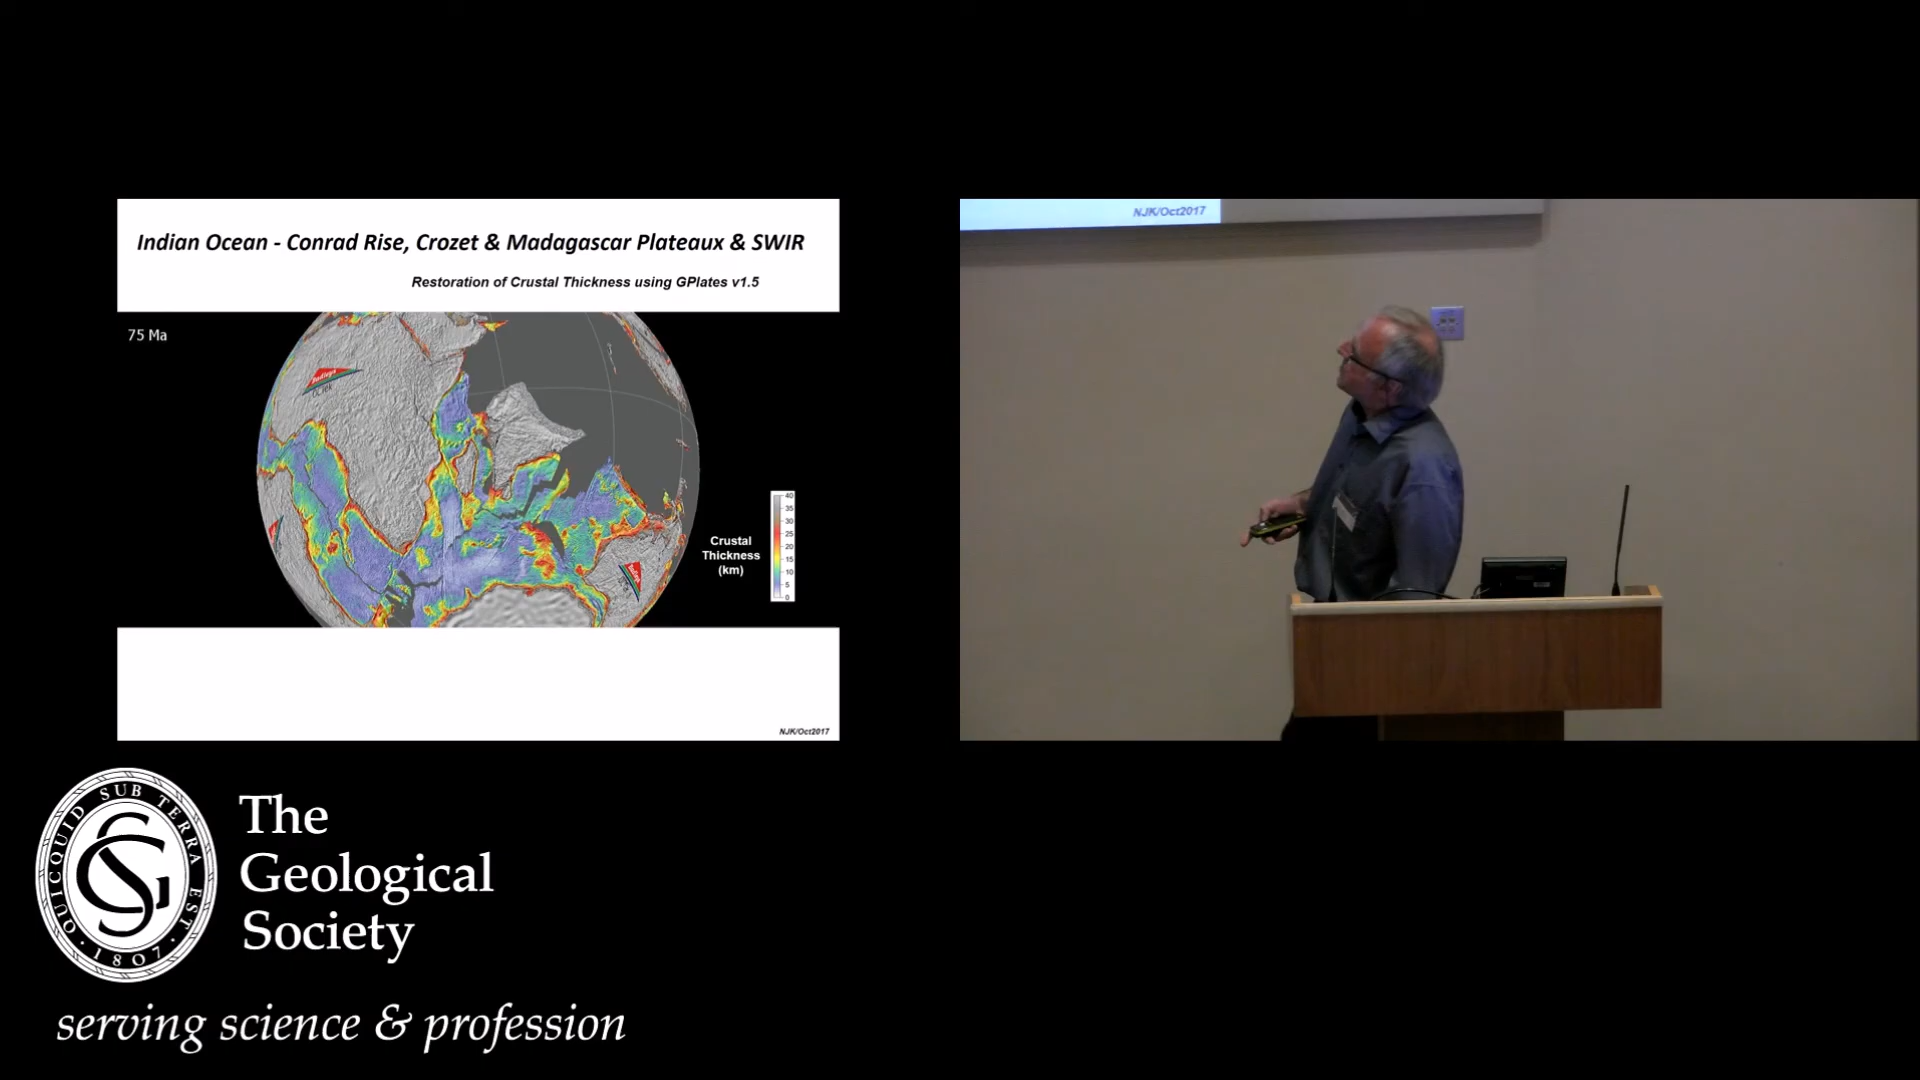 Indian Ocean - Conrad Rise, Crozet & Madagascar Plateaux & SWIR
Restoration of Crustal Thickness using GPlates v1.5
75 Ma
Badleys
Crustal
Thickness
(km)
40
35
30
25
20
15
10
5
0
NJK/Oct2017
NJK/Oct2017
QUICQUID SUB TERRA EST
1807
GS
The
Geological
Society
serving science & profession